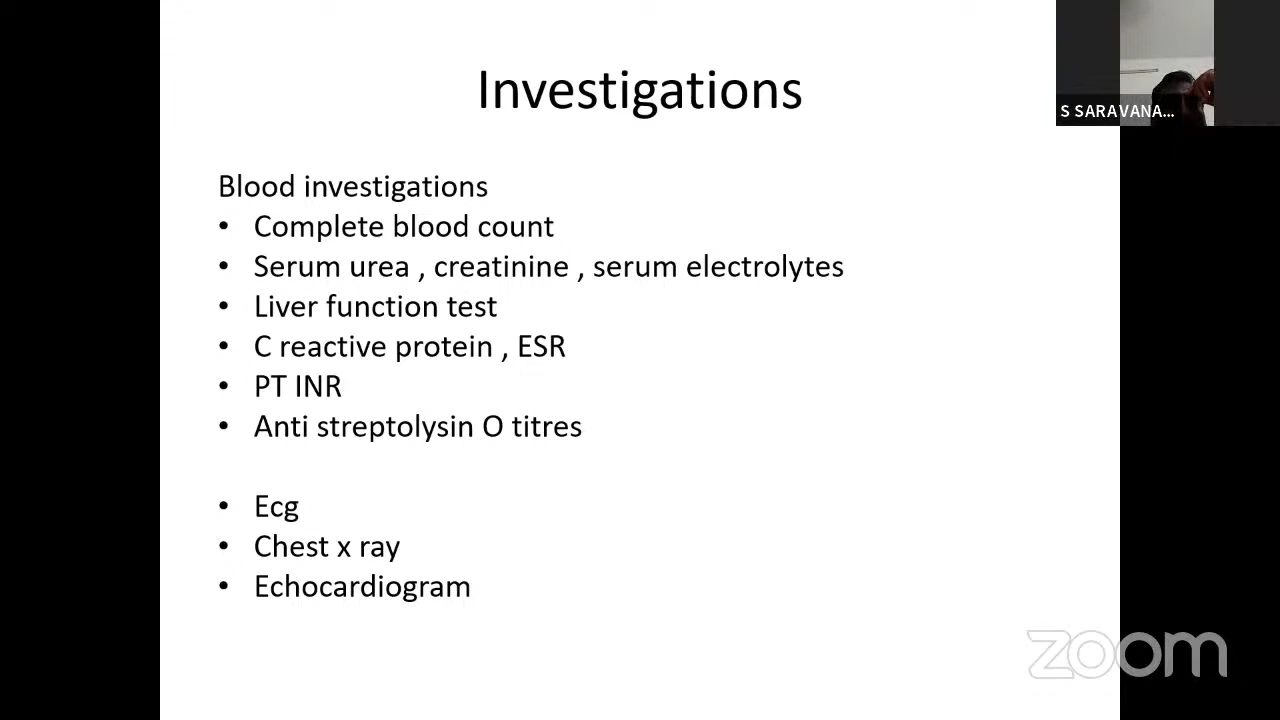 Investigations
S SARAVANA...
Blood investigations
• Complete blood count
• Serum urea , creatinine , serum electrolytes
• Liver function test
• C reactive protein , ESR
• PT INR
• Anti streptolysin O titres
• Ecg
• Chest x ray
• Echocardiogram
zoom